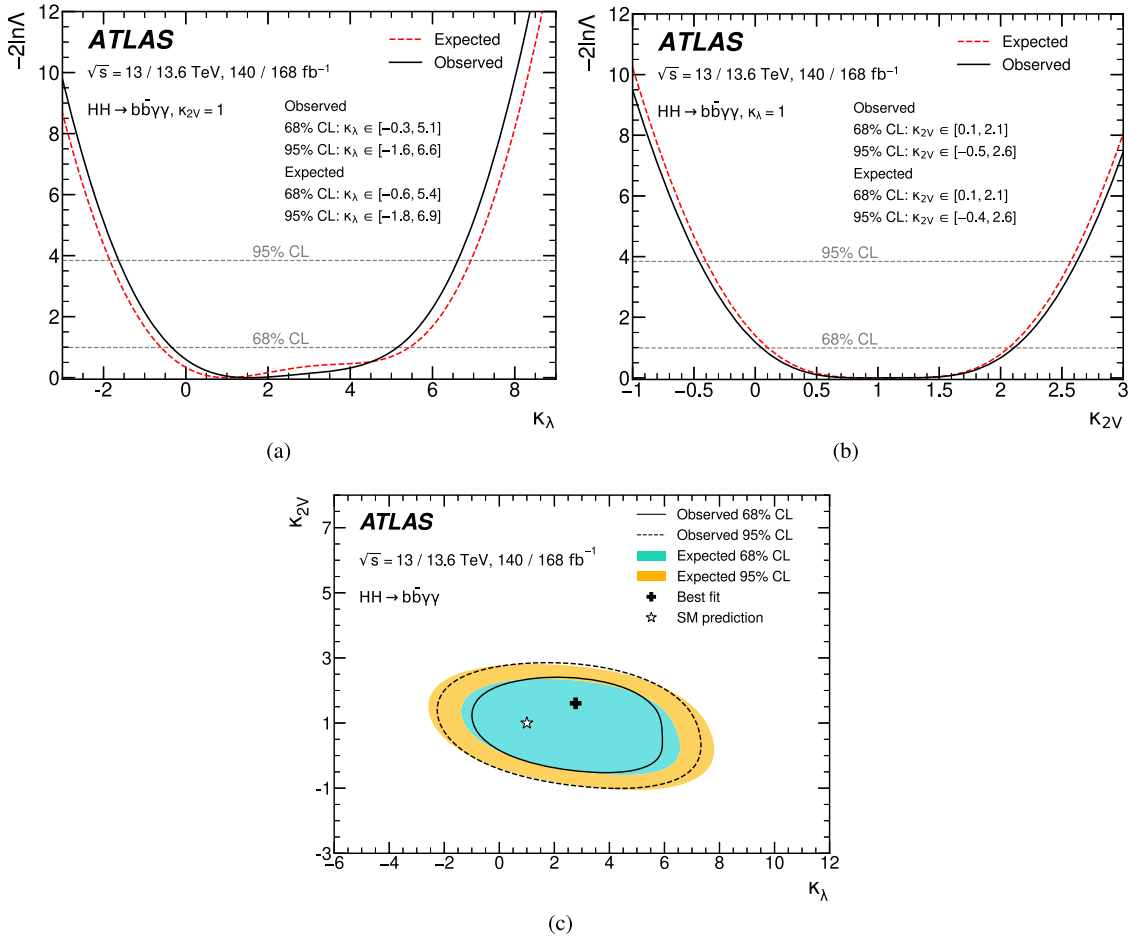 −2lnΛ
12
10
8
6
4
2
0
ATLAS
√s = 13 / 13.6 TeV, 140 / 168 fb⁻¹
HH → bb̄γγ, κ₂V = 1
Expected
Observed
Observed
68% CL: κλ ∈ [−0.3, 5.1]
95% CL: κλ ∈ [−1.6, 6.6]
Expected
68% CL: κλ ∈ [−0.6, 5.4]
95% CL: κλ ∈ [−1.8, 6.9]
95% CL
68% CL
−2 0 2 4 6 8
κλ
(a)
−2lnΛ
12
10
8
6
4
2
0
ATLAS
√s = 13 / 13.6 TeV, 140 / 168 fb⁻¹
HH → bb̄γγ, κλ = 1
Expected
Observed
Observed
68% CL: κ₂V ∈ [0.1, 2.1]
95% CL: κ₂V ∈ [−0.5, 2.6]
Expected
68% CL: κ₂V ∈ [0.1, 2.1]
95% CL: κ₂V ∈ [−0.4, 2.6]
95% CL
68% CL
−1 −0.5 0 0.5 1 1.5 2 2.5 3
κ₂V
(b)
κ₂V
7
5
3
1
-1
-3
ATLAS
√s = 13 / 13.6 TeV, 140 / 168 fb⁻¹
HH → bb̄γγ
Observed 68% CL
Observed 95% CL
Expected 68% CL
Expected 95% CL
Best fit
SM prediction
−6 −4 −2 0 2 4 6 8 10 12
κλ
(c)